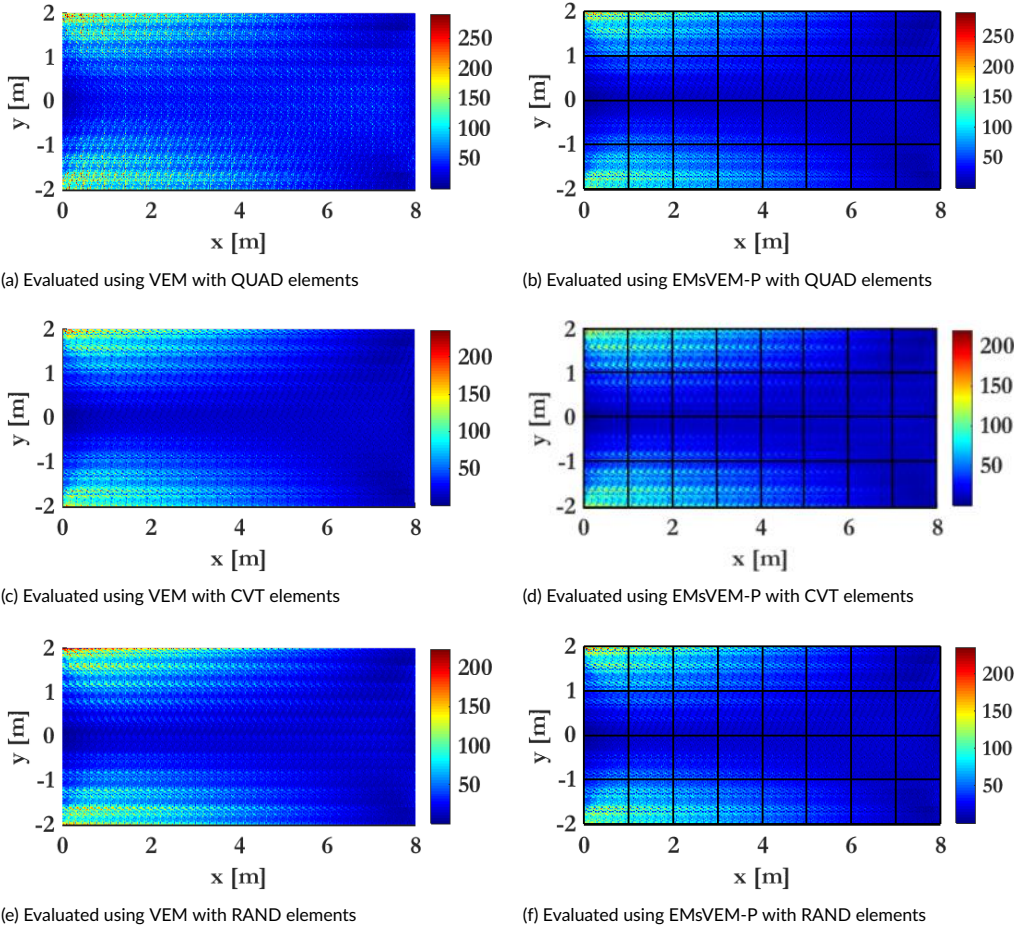 2
1
0
-1
-2
y [m]
0 2 4 6 8
x [m]
250
200
150
100
50
(a) Evaluated using VEM with QUAD elements
2
1
0
-1
-2
y [m]
0 2 4 6 8
x [m]
250
200
150
100
50
(b) Evaluated using EMsVEM-P with QUAD elements
2
1
0
-1
-2
y [m]
0 2 4 6 8
x [m]
200
150
100
50
(c) Evaluated using VEM with CVT elements
2
1
0
-1
-2
y [m]
0 2 4 6 8
x [m]
200
150
100
50
(d) Evaluated using EMsVEM-P with CVT elements
2
1
0
-1
-2
y [m]
0 2 4 6 8
x [m]
200
150
100
50
(e) Evaluated using VEM with RAND elements
2
1
0
-1
-2
y [m]
0 2 4 6 8
x [m]
200
150
100
50
(f) Evaluated using EMsVEM-P with RAND elements